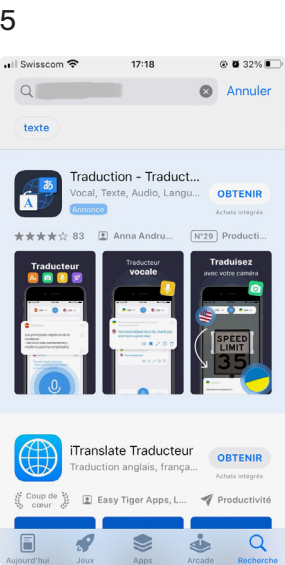 5
Swisscom 17:18 32%
Annuler
texte
Traduction - Traduct...
Vocal, Texte, Audio, Langu...
OBTENIR
Annonce
Achats intégrés
83 Anna Andru... N°29 Producti...
Traducteur
Traducteur
vocale
Traduisez
avec votre caméra
SPEED
LIMIT
35
iTranslate Traducteur
Traduction anglais, frança...
OBTENIR
Achats intégrés
Coup de
cœur
Easy Tiger Apps, L... Productivité
Aujourd'hui Jeux Apps Arcade Recherche